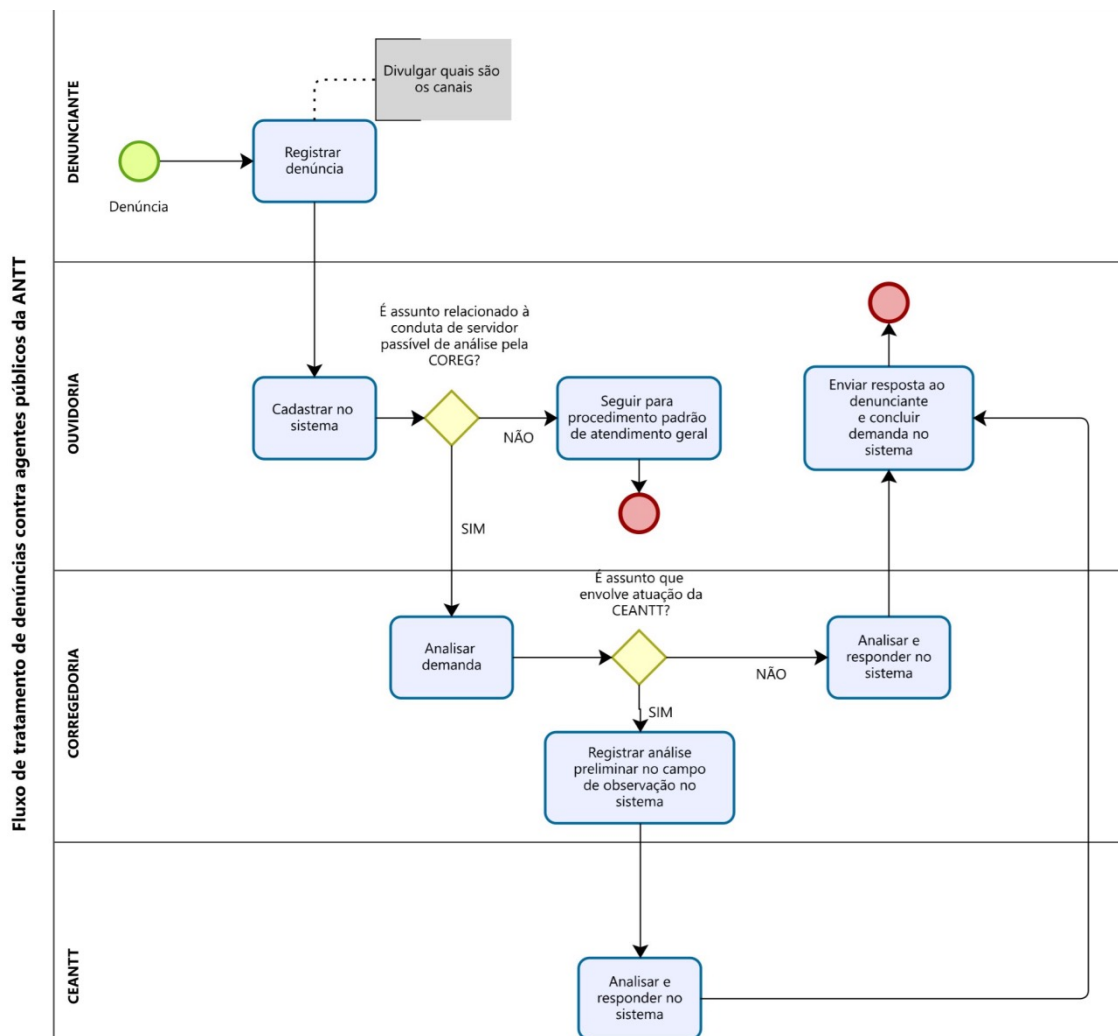 Fluxo de tratamento de denúncias contra agentes públicos da ANTT
DENUNCIANTE
Divulgar quais são
os canais
Registrar
denúncia
Denúncia
OUVIDORIA
É assunto relacionado à
conduta de servidor
passível de análise pela
COREG?
Cadastrar no
sistema
NÃO
Seguir para
procedimento padrão
de atendimento geral
Enviar resposta ao
denunciante
e concluir
demanda no
sistema
SIM
CORREGEDORIA
É assunto que
envolve atuação da
CEANTT?
Analisar
demanda
NÃO
Analisar e
responder no
sistema
SIM
Registrar análise
preliminar no campo
de observação no
sistema
CEANTT
Analisar e
responder no
sistema